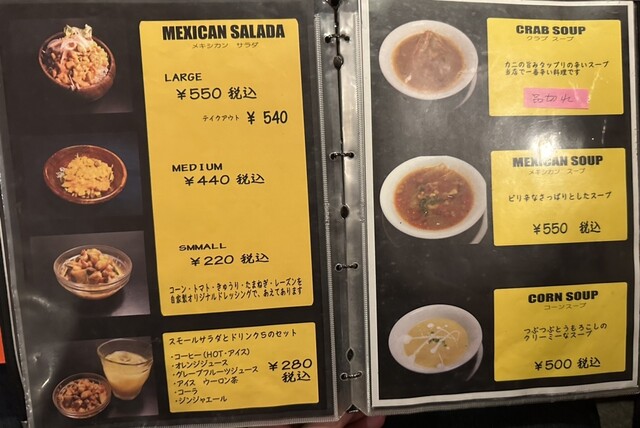 MEXICAN SALADA
メキシカン サラダ
LARGE
￥550 税込
テイクアウト ￥540
MEDIUM
￥440 税込
SMMALL
￥220 税込
コーン・トマト・きゅうり・たまねぎ・レーズンを
自家製オリジナルドレッシングで、あえてあります
スモールサラダとドリンクSのセット
・コーヒー(HOT・アイス)
・オレンジジュース
・グレープフルーツジュース
・アイス ウーロン茶
・コーラ
・ジンジャエール
￥280
税込
CRAB SOUP
クラブ スープ
カニの旨みタップリの辛いスープ
当店で一番辛い料理です
品切れ
MEXICAN SOUP
メキシカン スープ
ピリ辛なさっぱりとしたスープ
￥550 税込
CORN SOUP
コーンスープ
つぶつぶとうもろこしの
クリーミーなスープ
￥500 税込